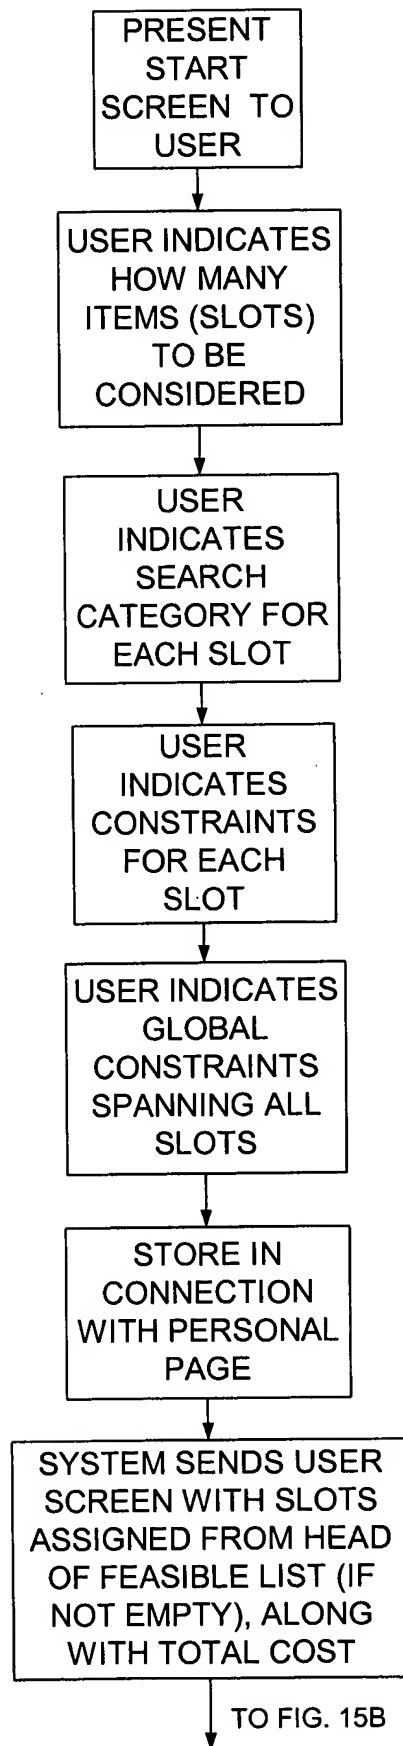 PRESENT
START
SCREEN TO
USER
USER INDICATES
HOW MANY
ITEMS (SLOTS)
TO BE
CONSIDERED
USER
INDICATES
SEARCH
CATEGORY FOR
EACH SLOT
USER
INDICATES
CONSTRAINTS
FOR EACH
SLOT
USER INDICATES
GLOBAL
CONSTRAINTS
SPANNING ALL
SLOTS
STORE IN
CONNECTION
WITH PERSONAL
PAGE
SYSTEM SENDS USER
SCREEN WITH SLOTS
ASSIGNED FROM HEAD
OF FEASIBLE LIST (IF
NOT EMPTY), ALONG
WITH TOTAL COST
TO FIG. 15B